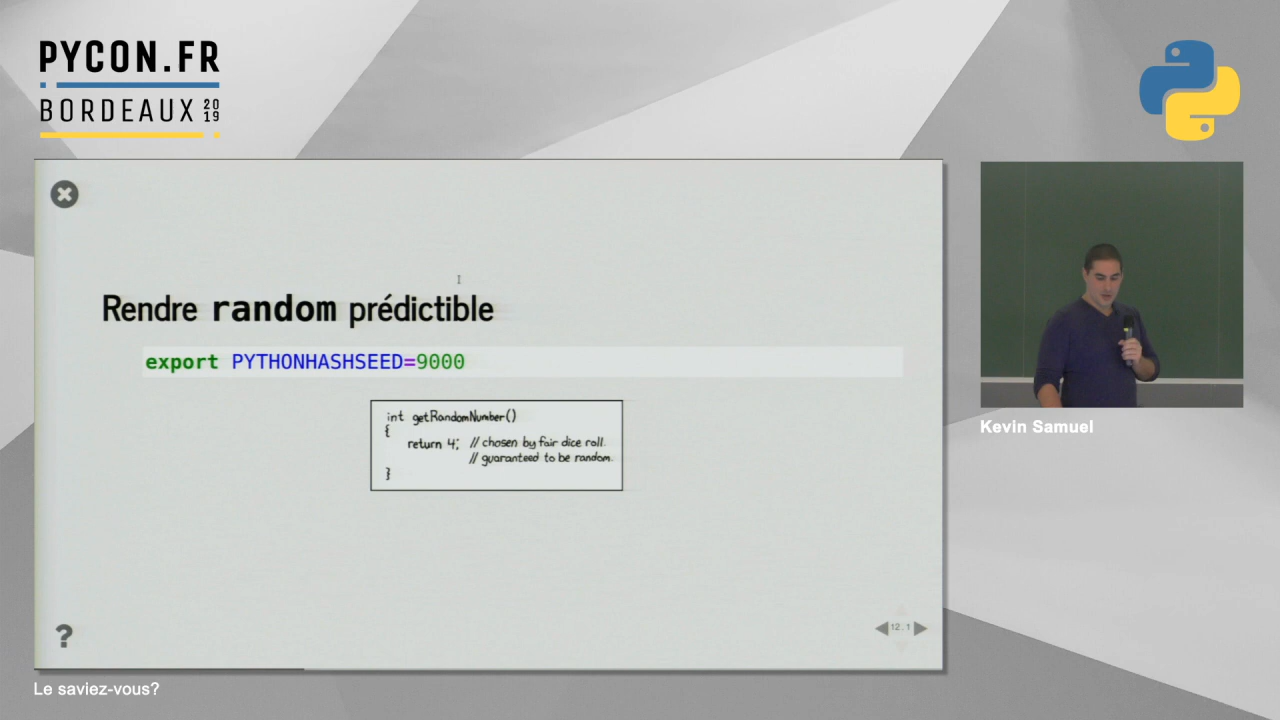 PYCON.FR
BORDEAUX 2019
Rendre random prédictible
export PYTHONHASHSEED=9000
int getRandomNumber()
{
return 4; // chosen by fair dice roll.
// guaranteed to be random.
}
?
12.1
Kevin Samuel
Le saviez-vous?